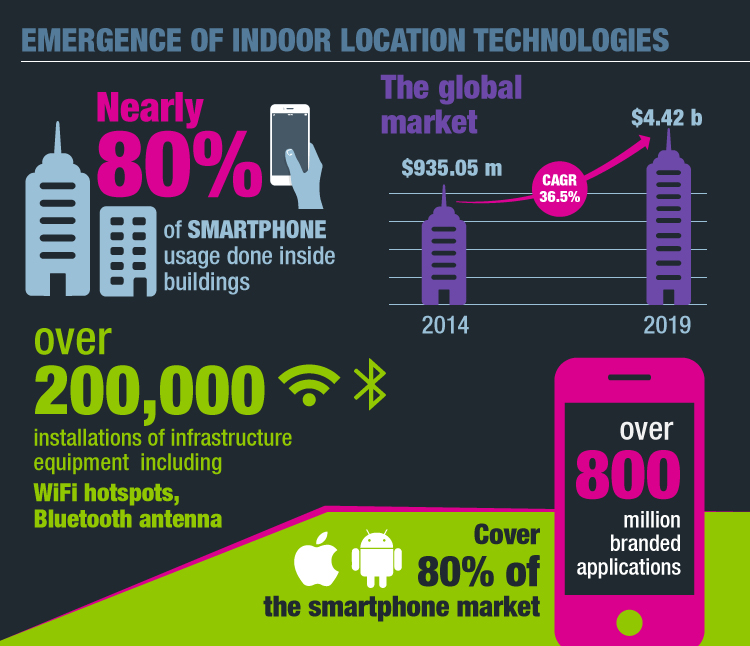 EMERGENCE OF INDOOR LOCATION TECHNOLOGIES
Nearly
80%
of SMARTPHONE
usage done inside
buildings
The global
market
$935.05 m
$4.42 b
CAGR
36.5%
2014
2019
over
200,000
installations of infrastructure
equipment including
WiFi hotspots,
Bluetooth antenna
Cover
80% of
the smartphone market
over
800
million
branded
applications